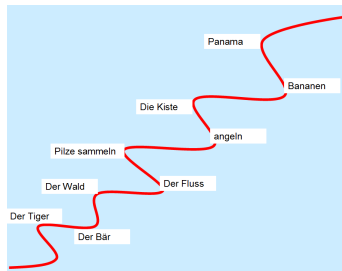 Panama
Bananen
Die Kiste
angeln
Pilze sammeln
Der Fluss
Der Wald
Der Tiger
Der Bär